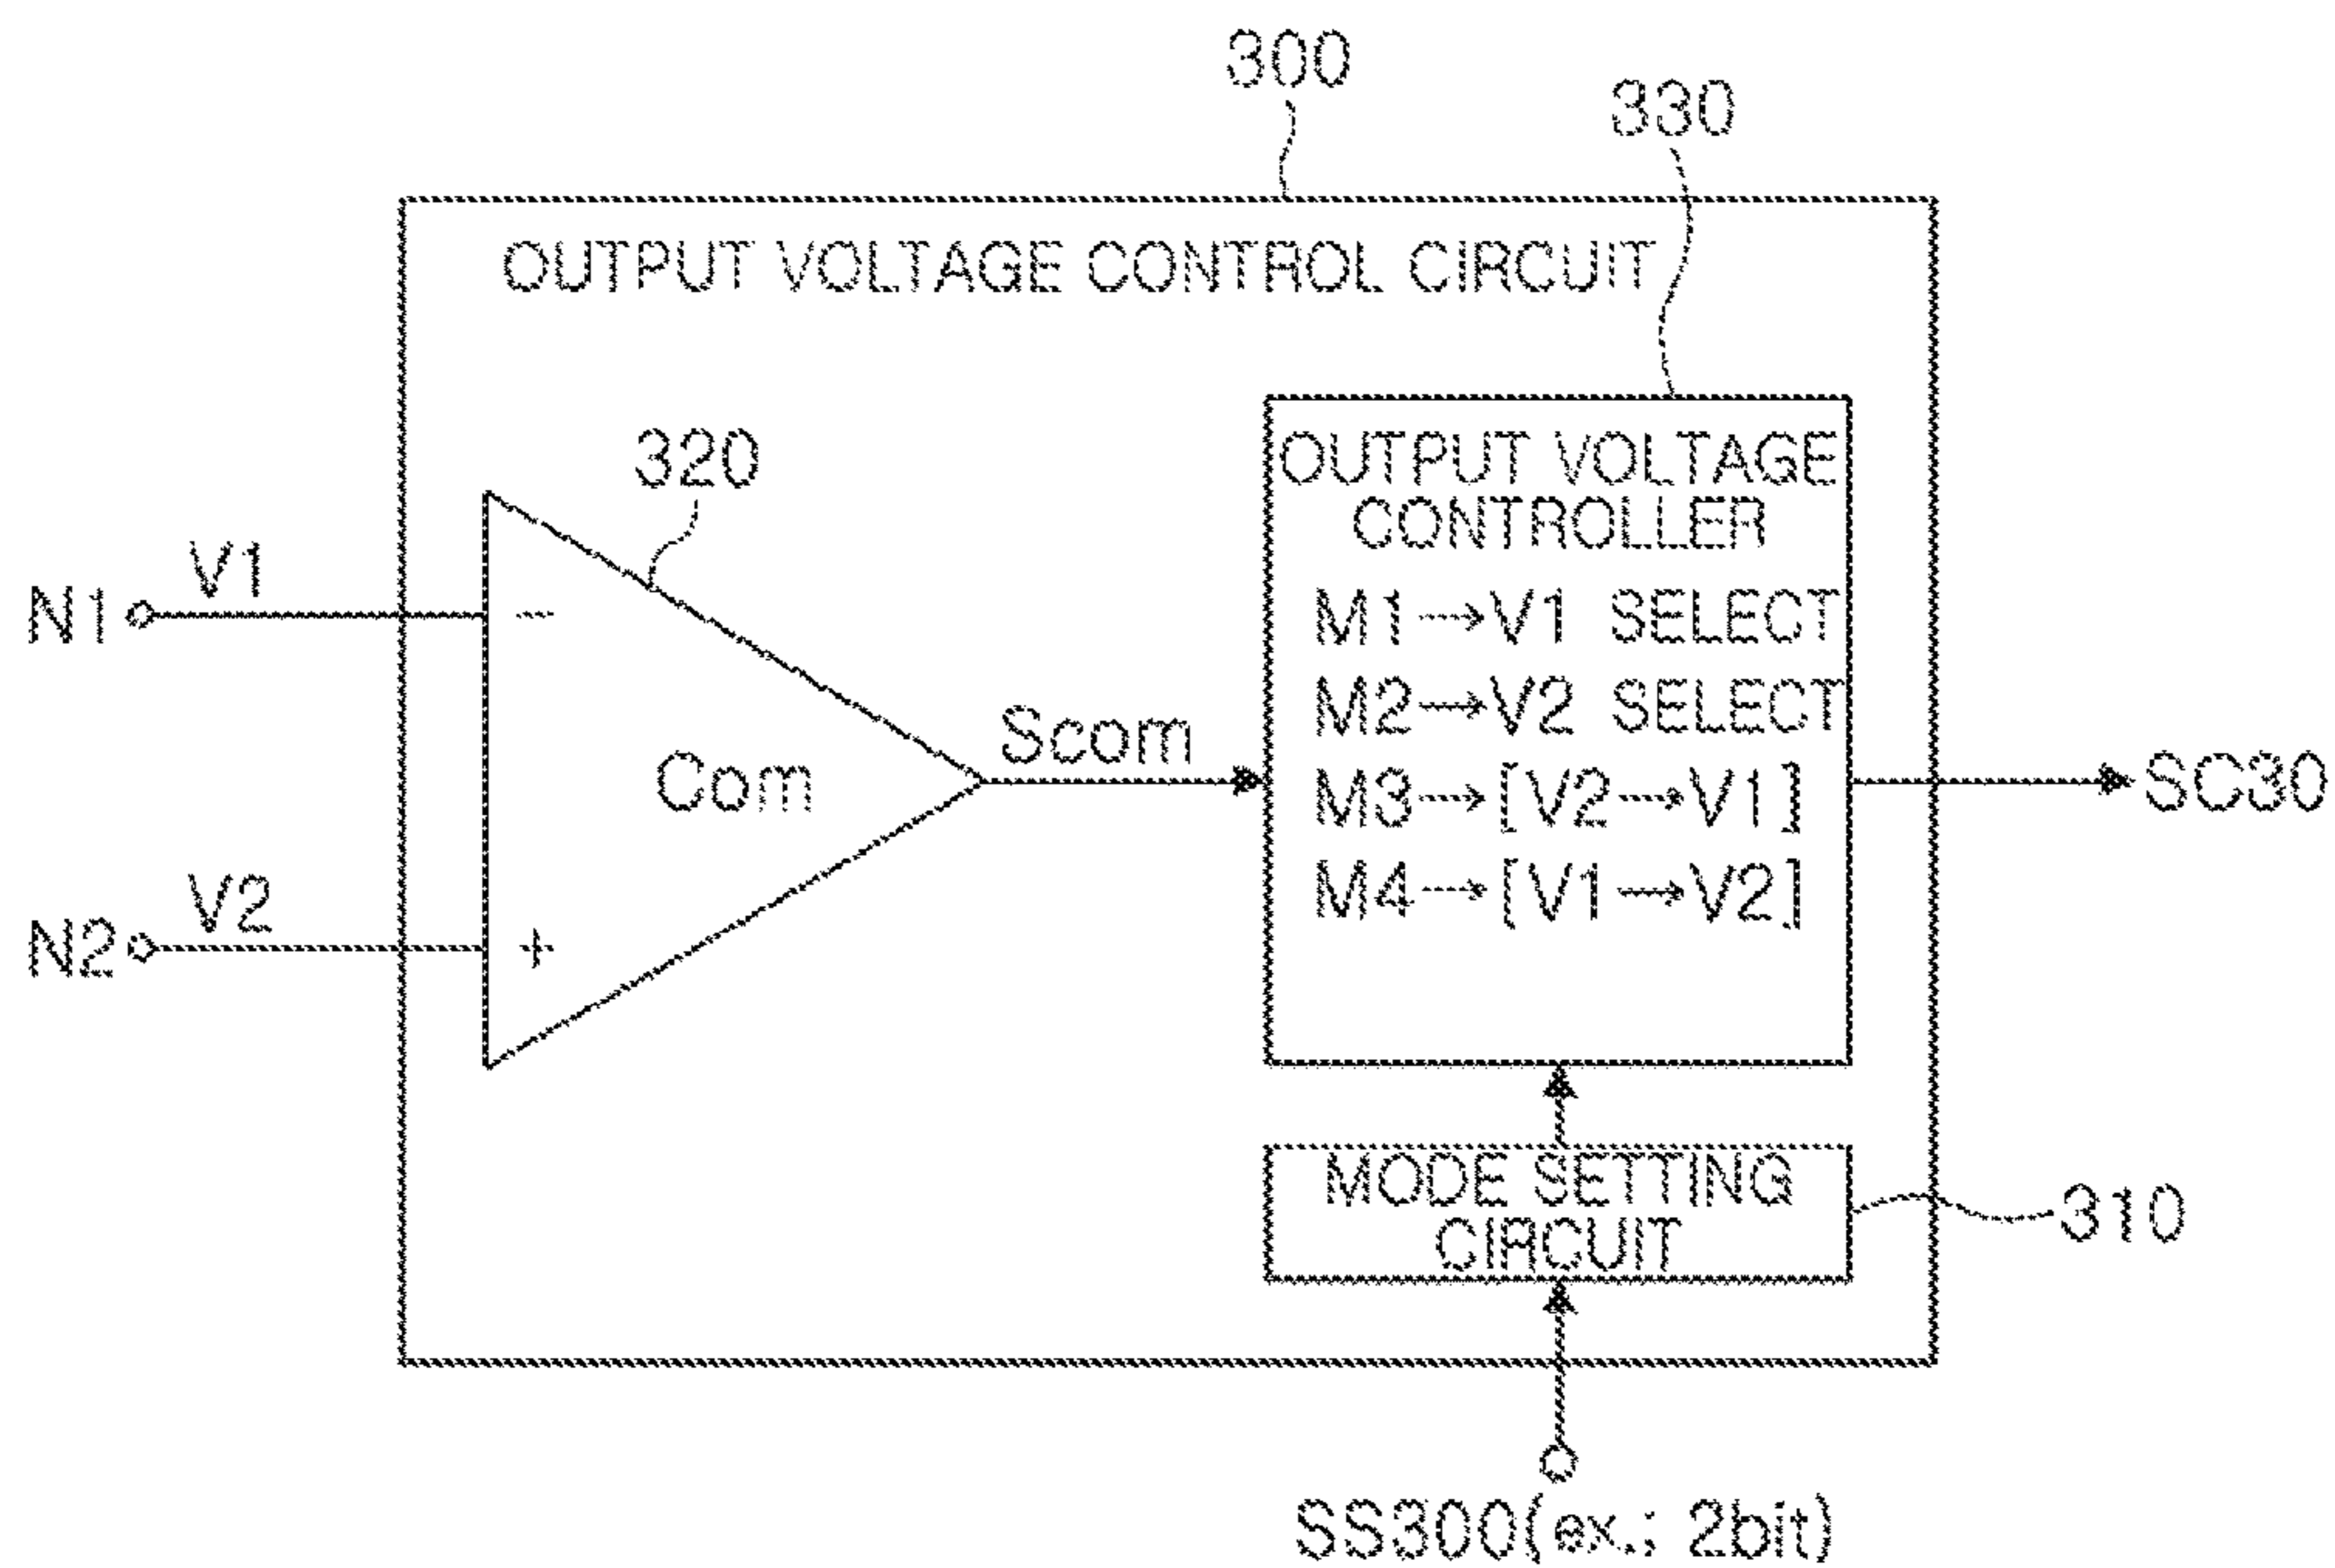 300
330
OUTPUT VOLTAGE CONTROL CIRCUIT
320
OUTPUT VOLTAGE
CONTROLLER
V1
N1
-
M1→V1 SELECT
M2→V2 SELECT
Scom
Com
M3→[V2→V1]
SC30
M4→[V1→V2]
V2
N2
+
MODE SETTING
CIRCUIT
310
SS300(ex.; 2bit)